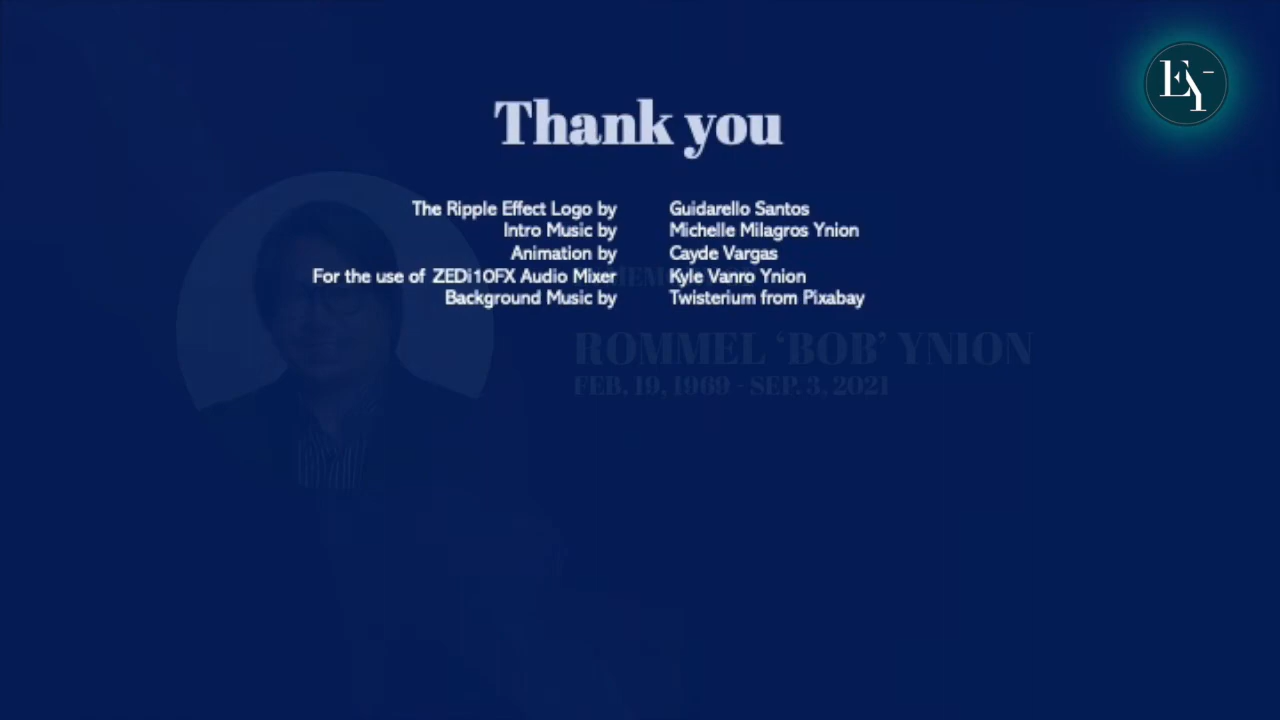 EY
Thank you
The Ripple Effect Logo by Guidarello Santos
Intro Music by Michelle Milagros Ynion
Animation by Cayde Vargas
For the use of ZEDi10FX Audio Mixer Kyle Vanro Ynion
Background Music by Twisterium from Pixabay
ROMMEL ‘BOB’ YNION
FEB. 19, 1969 - SEP. 3, 2021